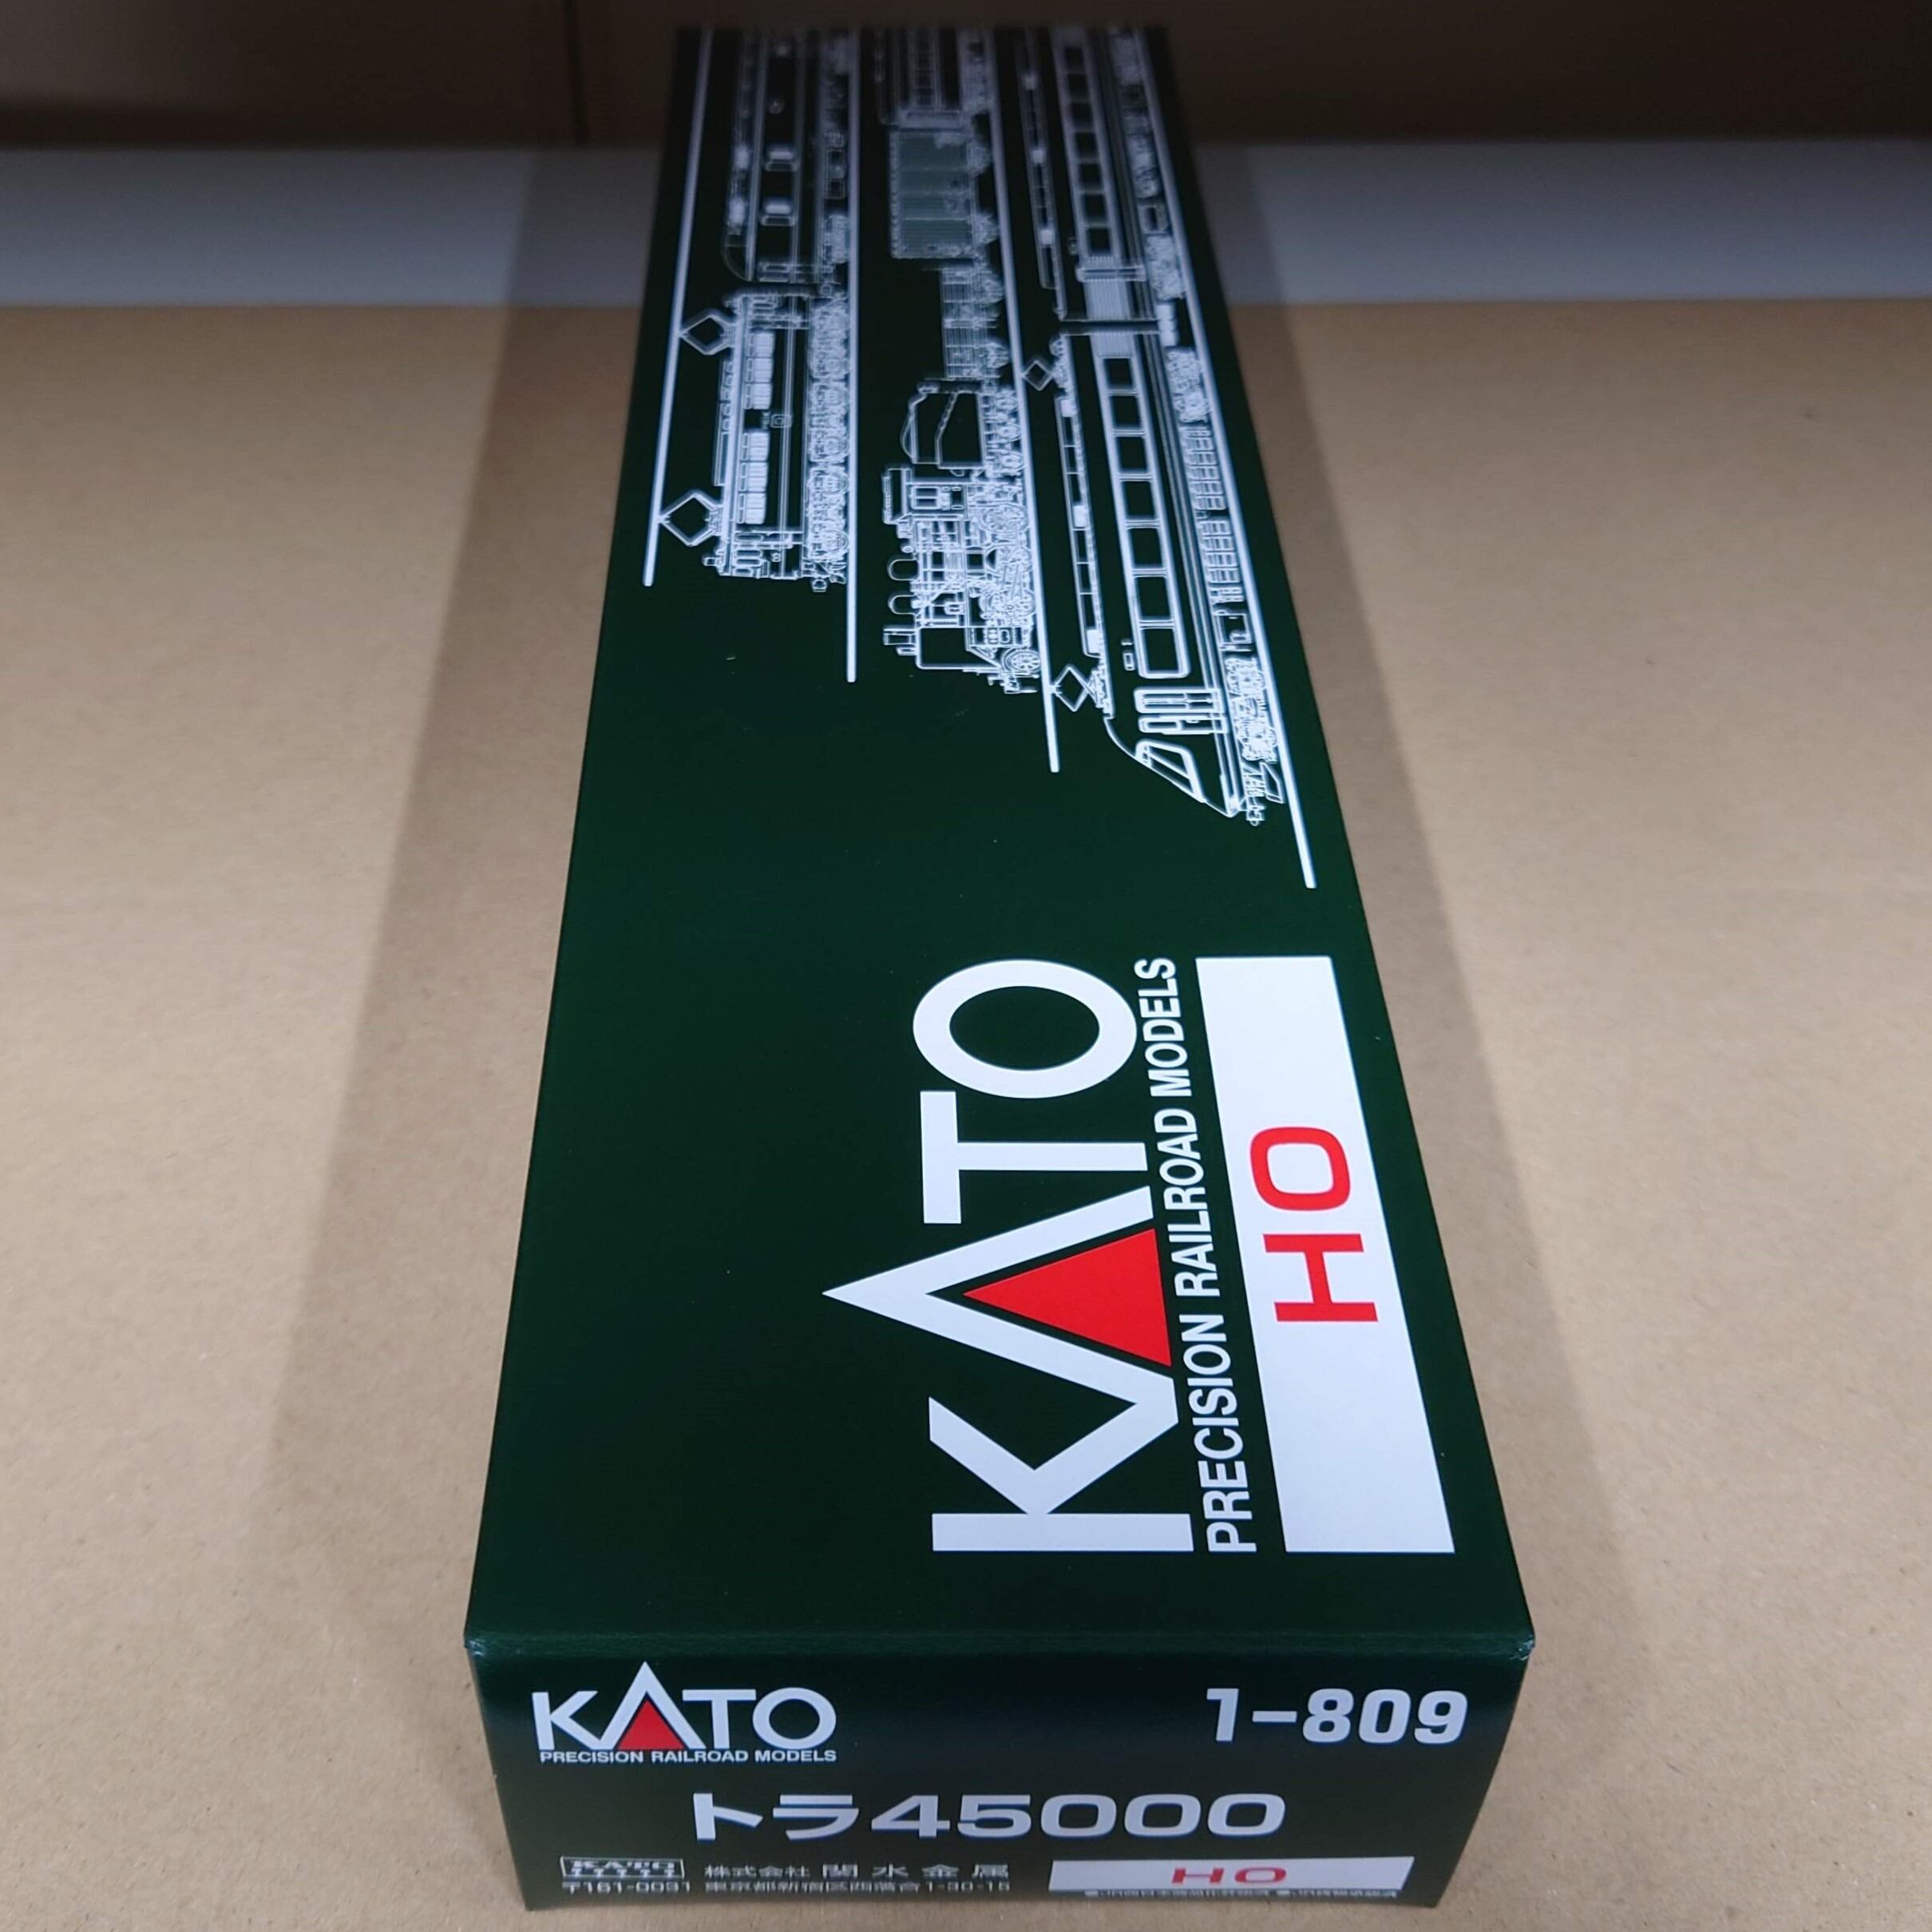 KATO
PRECISION RAILROAD MODELS
HO
KATO
PRECISION RAILROAD MODELS
1-809
トラ45000
KATO
株式会社 関水金属
〒161-0031 東京都新宿区西落合1-30-15
HO